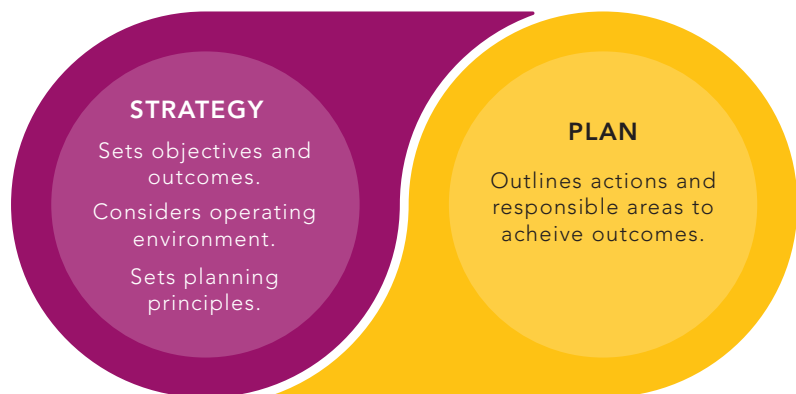 STRATEGY
Sets objectives and
outcomes.
Considers operating
environment.
Sets planning
principles.
PLAN
Outlines actions and
responsible areas to
acheive outcomes.